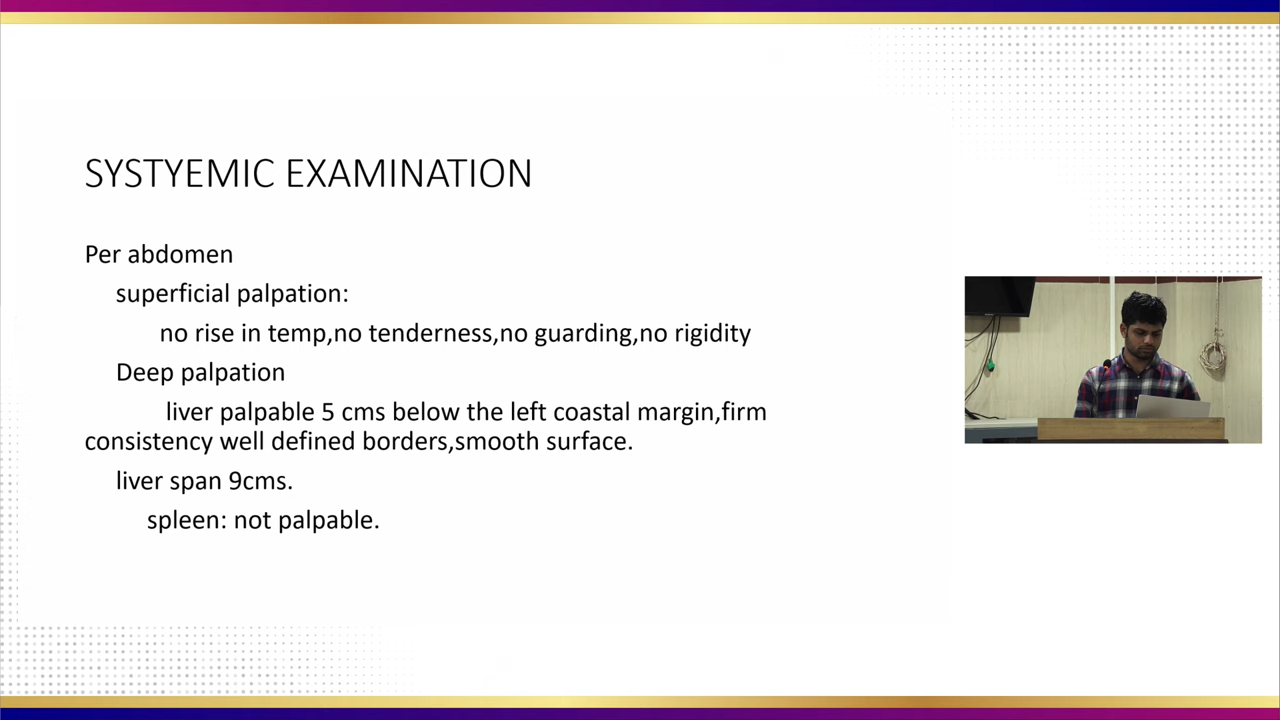 SYSTYEMIC EXAMINATION
Per abdomen
superficial palpation:
no rise in temp,no tenderness,no guarding,no rigidity
Deep palpation
liver palpable 5 cms below the left coastal margin,firm
consistency well defined borders,smooth surface.
liver span 9cms.
spleen: not palpable.